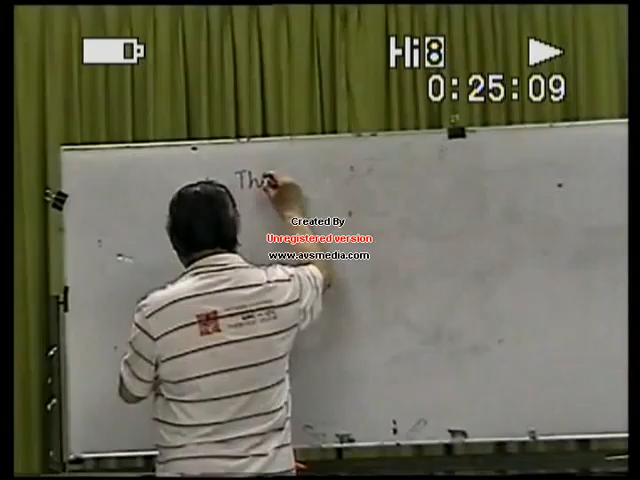 Hi8
0:25:09
Th
Created By
Unregistered version
www.avsmedia.com